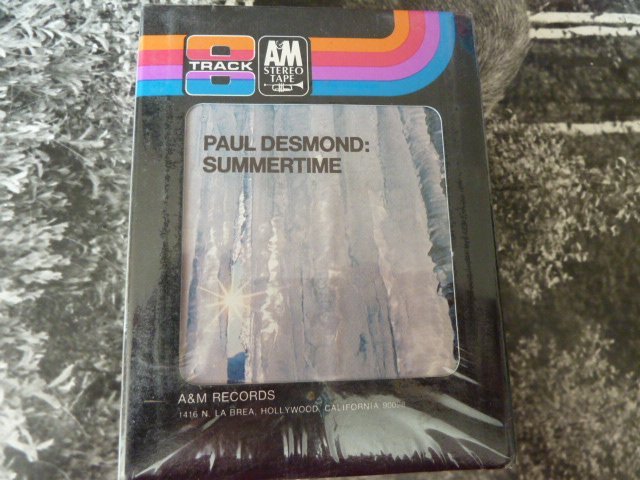 8
TRACK
A&M
STEREO
TAPE
PAUL DESMOND:
SUMMERTIME
A&M RECORDS
1416 N. LA BREA, HOLLYWOOD, CALIFORNIA